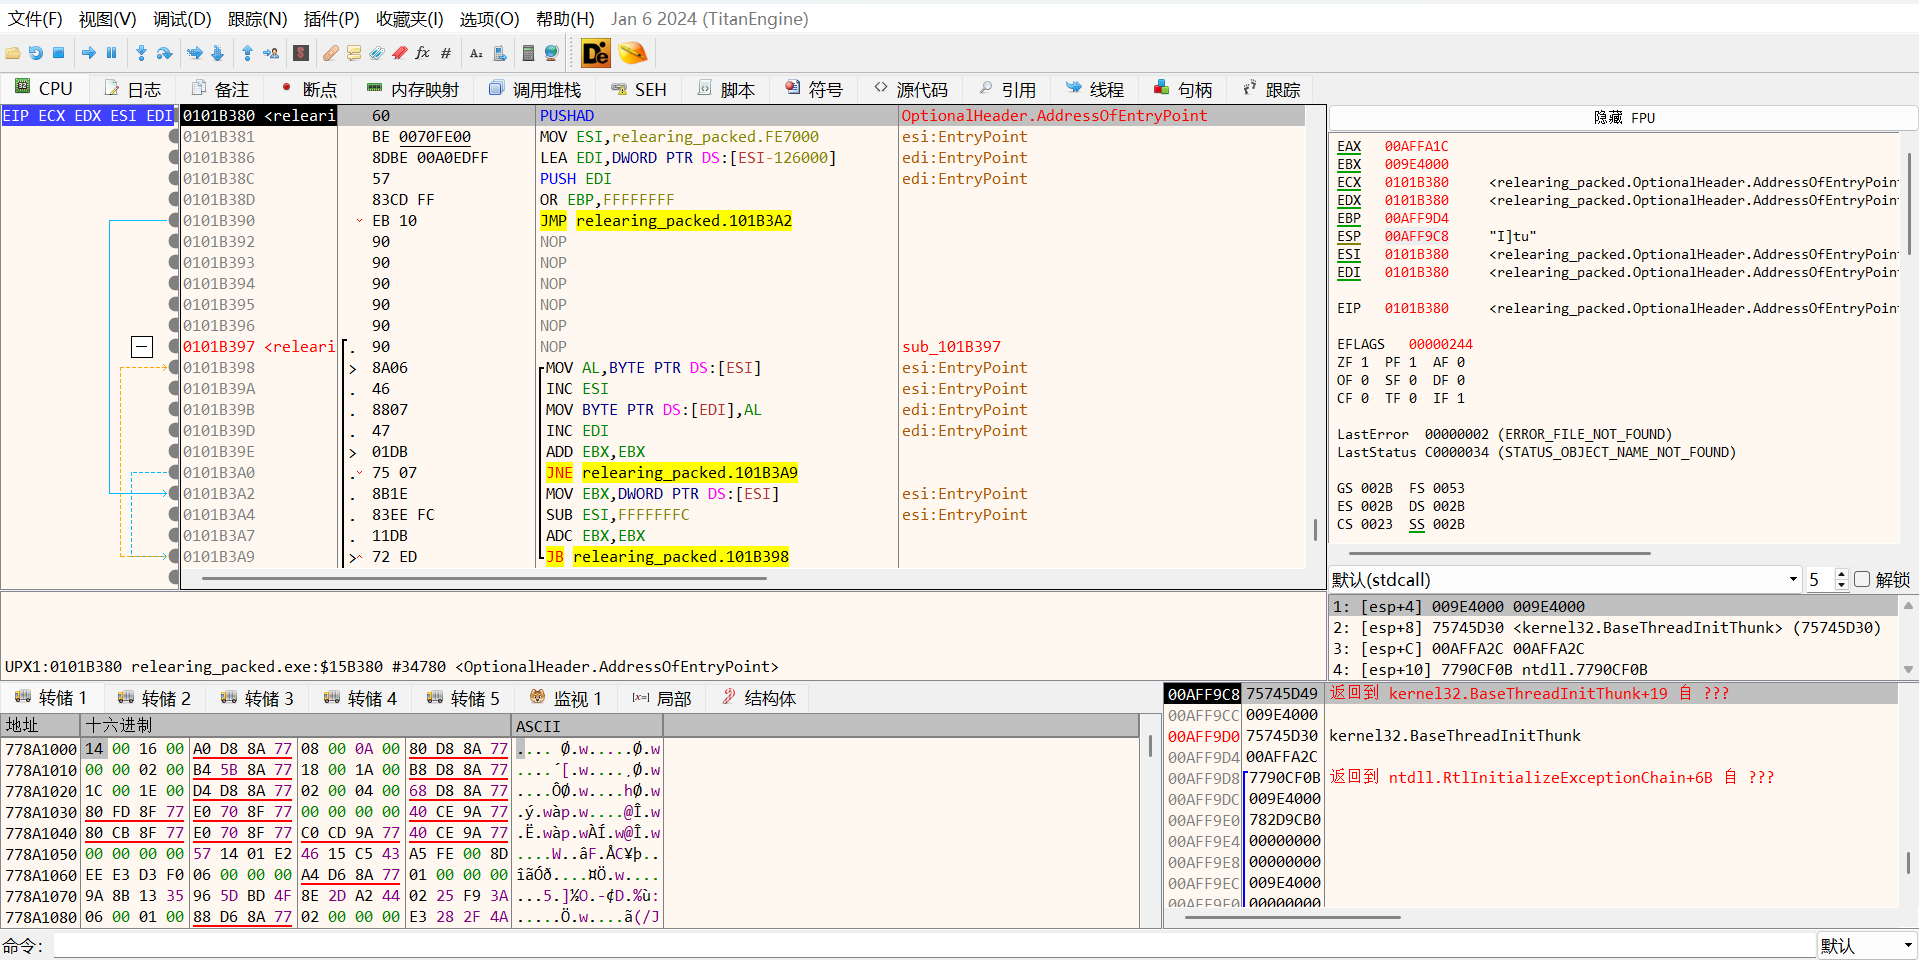 文件(F) 视图(V) 调试(D) 跟踪(N) 插件(P) 收藏夹(I) 选项(O) 帮助(H) Jan 6 2024 (TitanEngine)
CPU 日志 备注 断点 内存映射 调用堆栈 SEH 脚本 符号 源代码 引用 线程 句柄 跟踪
EIP ECX EDX ESI EDI 0101B380 <releari 60 PUSHAD OptionalHeader.AddressOfEntryPoint
0101B381 BE 0070FE00 MOV ESI,relearing_packed.FE7000 esi:EntryPoint
0101B386 8DBE 00A0EDFF LEA EDI,DWORD PTR DS:[ESI-126000] edi:EntryPoint
0101B38C 57 PUSH EDI edi:EntryPoint
0101B38D 83CD FF OR EBP,FFFFFFFF
0101B390 EB 10 JMP relearing_packed.101B3A2
0101B392 90 NOP
0101B393 90 NOP
0101B394 90 NOP
0101B395 90 NOP
0101B396 90 NOP
0101B397 <releari . 90 NOP sub_101B397
0101B398 > 8A06 MOV AL,BYTE PTR DS:[ESI] esi:EntryPoint
0101B39A . 46 INC ESI esi:EntryPoint
0101B39B . 8807 MOV BYTE PTR DS:[EDI],AL edi:EntryPoint
0101B39D . 47 INC EDI edi:EntryPoint
0101B39E > 01DB ADD EBX,EBX
0101B3A0 . 75 07 JNE relearing_packed.101B3A9
0101B3A2 . 8B1E MOV EBX,DWORD PTR DS:[ESI] esi:EntryPoint
0101B3A4 . 83EE FC SUB ESI,FFFFFFFC esi:EntryPoint
0101B3A7 . 11DB ADC EBX,EBX
0101B3A9 > 72 ED JB relearing_packed.101B398
UPX1:0101B380 relearing_packed.exe:$15B380 #34780 <OptionalHeader.AddressOfEntryPoint>
隐藏 FPU
EAX 00AFFA1C
EBX 009E4000
ECX 0101B380 <relearing_packed.OptionalHeader.AddressOfEntryPoin
EDX 0101B380 <relearing_packed.OptionalHeader.AddressOfEntryPoin
EBP 00AFF9D4
ESP 00AFF9C8 "I]tu"
ESI 0101B380 <relearing_packed.OptionalHeader.AddressOfEntryPoin
EDI 0101B380 <relearing_packed.OptionalHeader.AddressOfEntryPoin
EIP 0101B380 <relearing_packed.OptionalHeader.AddressOfEntryPoin
EFLAGS 00000244
ZF 1 PF 1 AF 0
OF 0 SF 0 DF 0
CF 0 TF 0 IF 1
LastError 00000002 (ERROR_FILE_NOT_FOUND)
LastStatus C0000034 (STATUS_OBJECT_NAME_NOT_FOUND)
GS 002B FS 0053
ES 002B DS 002B
CS 0023 SS 002B
默认(stdcall) 5 解锁
1: [esp+4] 009E4000 009E4000
2: [esp+8] 75745D30 <kernel32.BaseThreadInitThunk> (75745D30)
3: [esp+C] 00AFFA2C 00AFFA2C
4: [esp+10] 7790CF0B ntdll.7790CF0B
转储 1 转储 2 转储 3 转储 4 转储 5 监视 1 [x=] 局部 结构体
地址 十六进制 ASCII
778A1000 14 00 16 00 A0 D8 8A 77 08 00 0A 00 80 D8 8A 77 .... Ø.w.....Ø.w
778A1010 00 00 02 00 B4 5B 8A 77 18 00 1A 00 B8 D8 8A 77 ....´[.w....¸Ø.w
778A1020 1C 00 1E 00 D4 D8 8A 77 02 00 04 00 68 D8 8A 77 ....ÔØ.w....hØ.w
778A1030 80 FD 8F 77 E0 70 8F 77 00 00 00 00 40 CE 9A 77 .ý.wàp.w....@Î.w
778A1040 80 CB 8F 77 E0 70 8F 77 C0 CD 9A 77 40 CE 9A 77 .Ë.wàp.wÀÍ.w@Î.w
778A1050 00 00 00 00 57 14 01 E2 46 15 C5 43 A5 FE 00 8D ....W..âF.ÅC¥þ..
778A1060 EE E3 D3 F0 06 00 00 00 A4 D6 8A 77 01 00 00 00 îãÓð....¤Ö.w....
778A1070 9A 8B 13 35 96 5D BD 4F 8E 2D A2 44 02 25 F9 3A ...5.]½O.-¢D.%ù:
778A1080 06 00 01 00 88 D6 8A 77 02 00 00 00 E3 28 2F 4A .....Ö.w....ã(/J
00AFF9C8 75745D49 返回到 kernel32.BaseThreadInitThunk+19 自 ???
00AFF9CC 009E4000
00AFF9D0 75745D30 kernel32.BaseThreadInitThunk
00AFF9D4 00AFFA2C
00AFF9D8 7790CF0B 返回到 ntdll.RtlInitializeExceptionChain+6B 自 ???
00AFF9DC 009E4000
00AFF9E0 782D9CB0
00AFF9E4 00000000
00AFF9E8 00000000
00AFF9EC 009E4000
00AFF9F0 00000000
命令: 默认